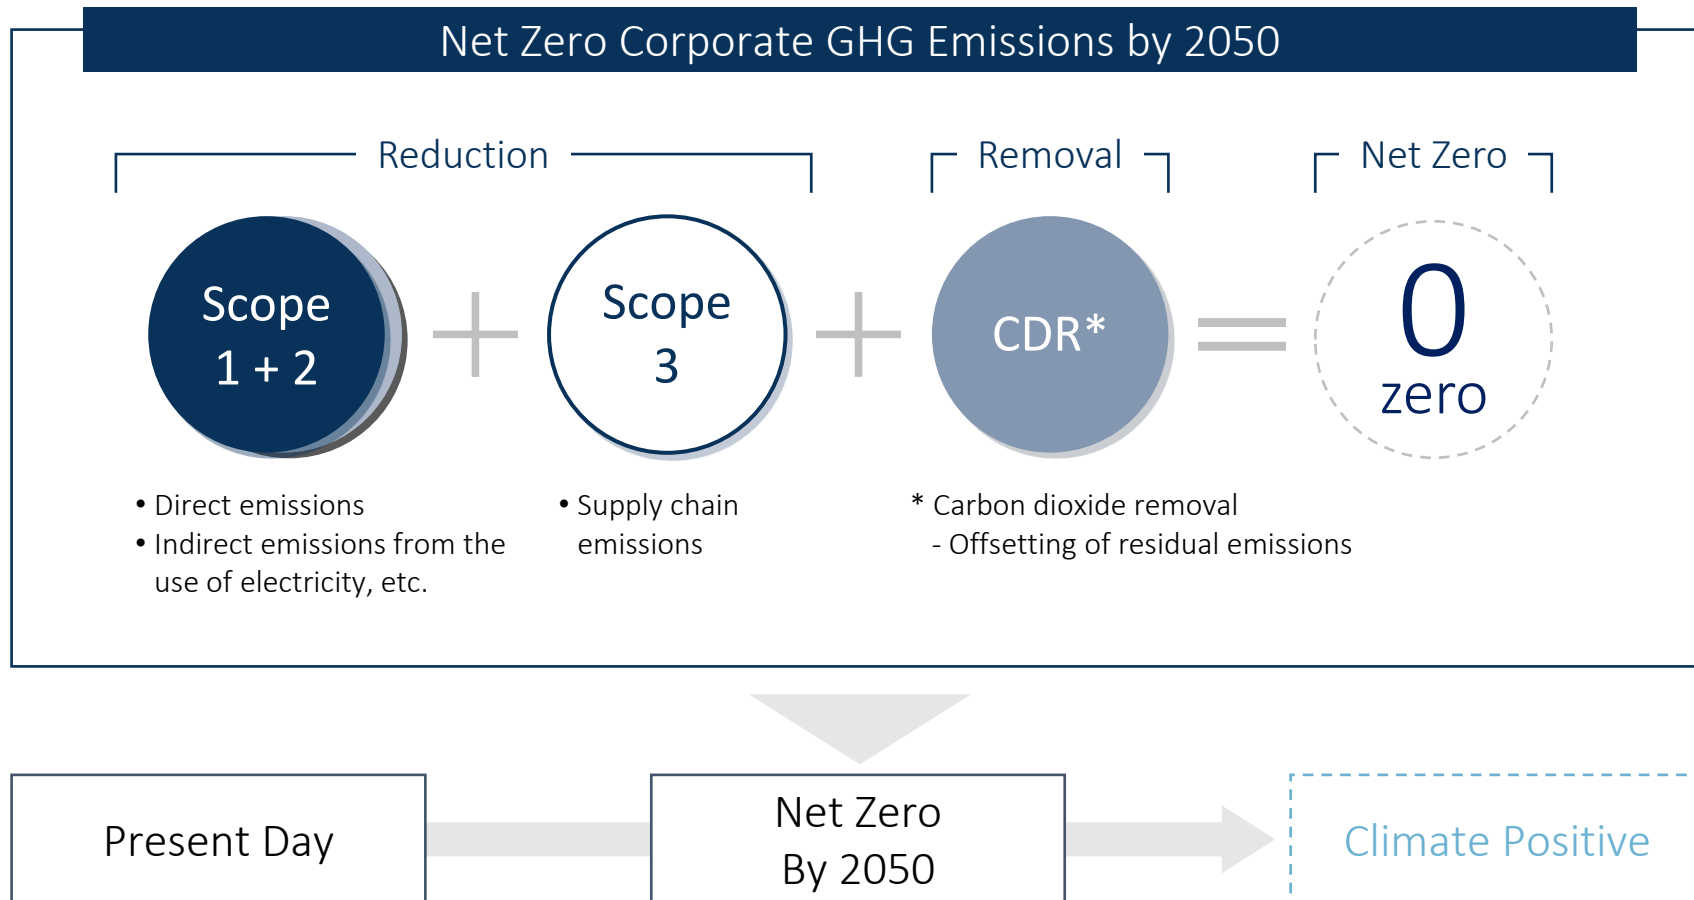 Net Zero Corporate GHG Emissions by 2050
Reduction
Removal
Net Zero
Scope
1 + 2
Scope
3
CDR*
0
zero
• Direct emissions
• Indirect emissions from the
use of electricity, etc.
• Supply chain
emissions
* Carbon dioxide removal
- Offsetting of residual emissions
Present Day
Net Zero
By 2050
Climate Positive